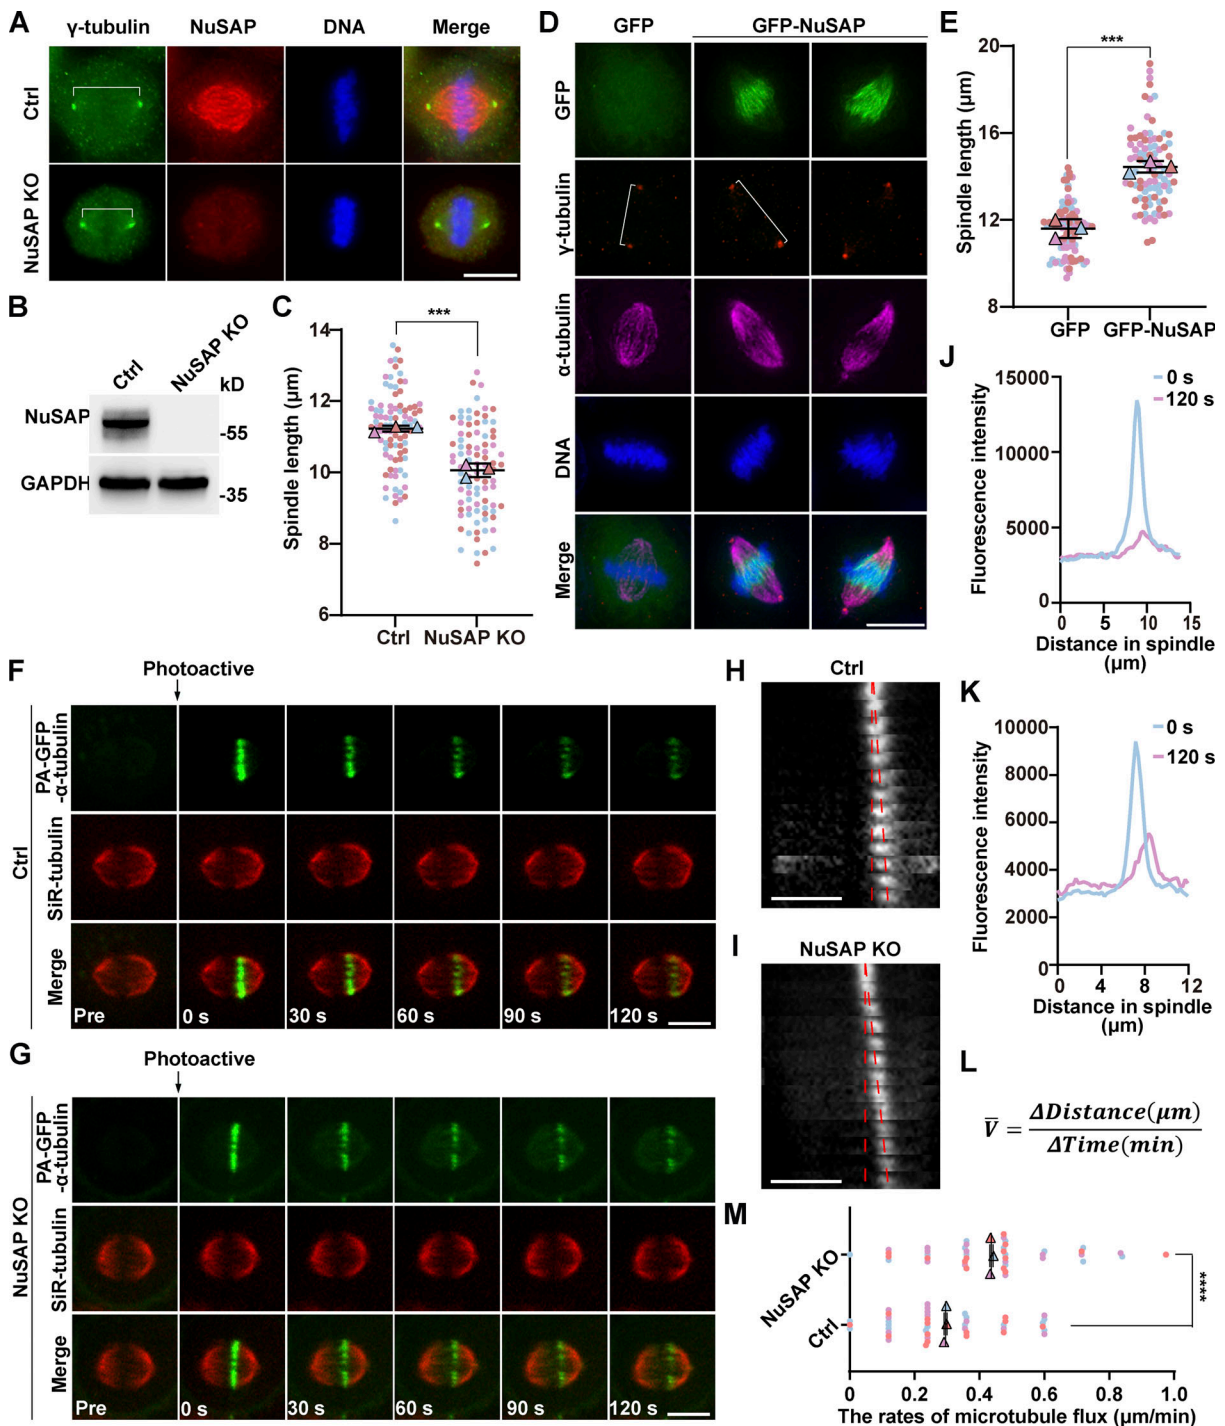 A
γ-tubulin
NuSAP
DNA
Merge
Ctrl
NuSAP KO
B
Ctrl
NuSAP KO
kD
NuSAP
-55
GAPDH
-35
C
***
Spindle length (μm)
14
12
10
8
6
Ctrl
NuSAP KO
D
GFP
GFP-NuSAP
GFP
γ-tubulin
α-tubulin
DNA
Merge
E
***
Spindle length (μm)
20
16
12
8
GFP
GFP-NuSAP
F
Photoactive
Ctrl
PA-GFP
-α-tubulin
SiR-tubulin
Merge
Pre
0 s
30 s
60 s
90 s
120 s
G
Photoactive
NuSAP KO
PA-GFP
-α-tubulin
SiR-tubulin
Merge
Pre
0 s
30 s
60 s
90 s
120 s
H
Ctrl
I
NuSAP KO
J
0 s
120 s
Fluorescence intensity
15000
10000
5000
0
0
5
10
15
Distance in spindle
(μm)
K
0 s
120 s
Fluorescence intensity
10000
8000
6000
4000
2000
0
0
4
8
12
Distance in spindle
(μm)
L
V̅ = ΔDistance(μm)
ΔTime(min)
M
NuSAP KO
Ctrl
****
0
0.2
0.4
0.6
0.8
1.0
The rates of microtubule flux (μm/min)